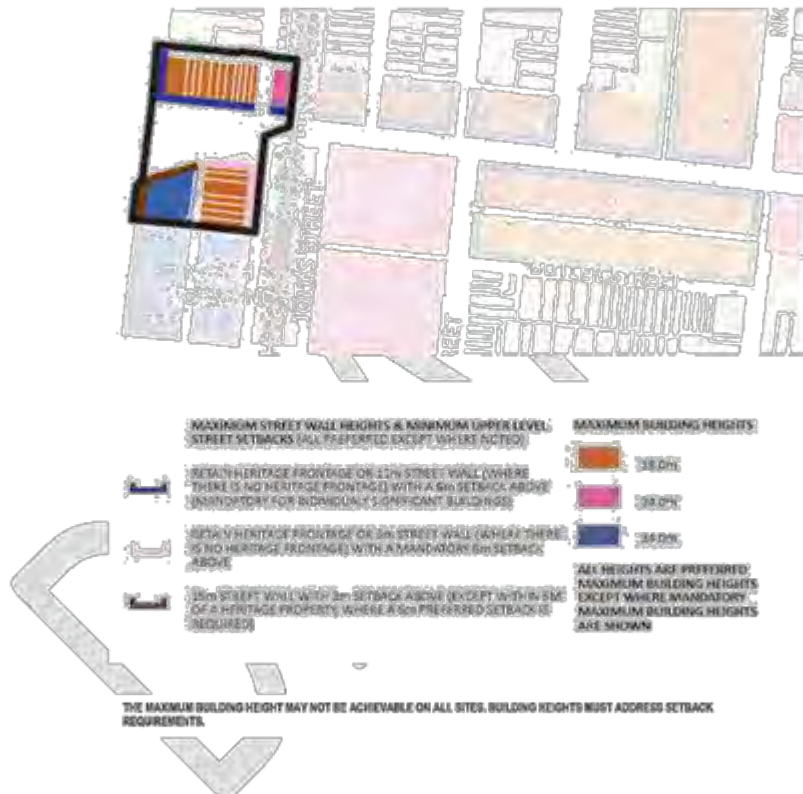 STREET
MAXIMUM STREET WALL HEIGHTS & MINIMUM UPPER LEVEL
STREET SETBACKS (ALL PREFERRED EXCEPT WHERE NOTED)
RETAIN HERITAGE FRONTAGE OR 11m STREET WALL (WHERE
THERE IS NO HERITAGE FRONTAGE) WITH A 6m SETBACK ABOVE
(MANDATORY FOR INDIVIDUALLY SIGNIFICANT BUILDINGS)
RETAIN HERITAGE FRONTAGE OR STREET WALL (WHERE THERE
IS NO HERITAGE FRONTAGE) WITH A MANDATORY 6m SETBACK
ABOVE
15m STREET WALL WITH 3m SETBACK ABOVE (EXCEPT WITHIN
OF A HERITAGE PROPERTY, WHERE A 6m PREFERRED SETBACK IS
REQUIRED)
MAXIMUM BUILDING HEIGHTS
ALL HEIGHTS ARE PREFERRED
MAXIMUM BUILDING HEIGHTS
EXCEPT WHERE MANDATORY
MAXIMUM BUILDING HEIGHTS
ARE SHOWN
THE MAXIMUM BUILDING HEIGHT MAY NOT BE ACHIEVABLE ON ALL SITES. BUILDING HEIGHTS MUST ADDRESS SETBACK
REQUIREMENTS.